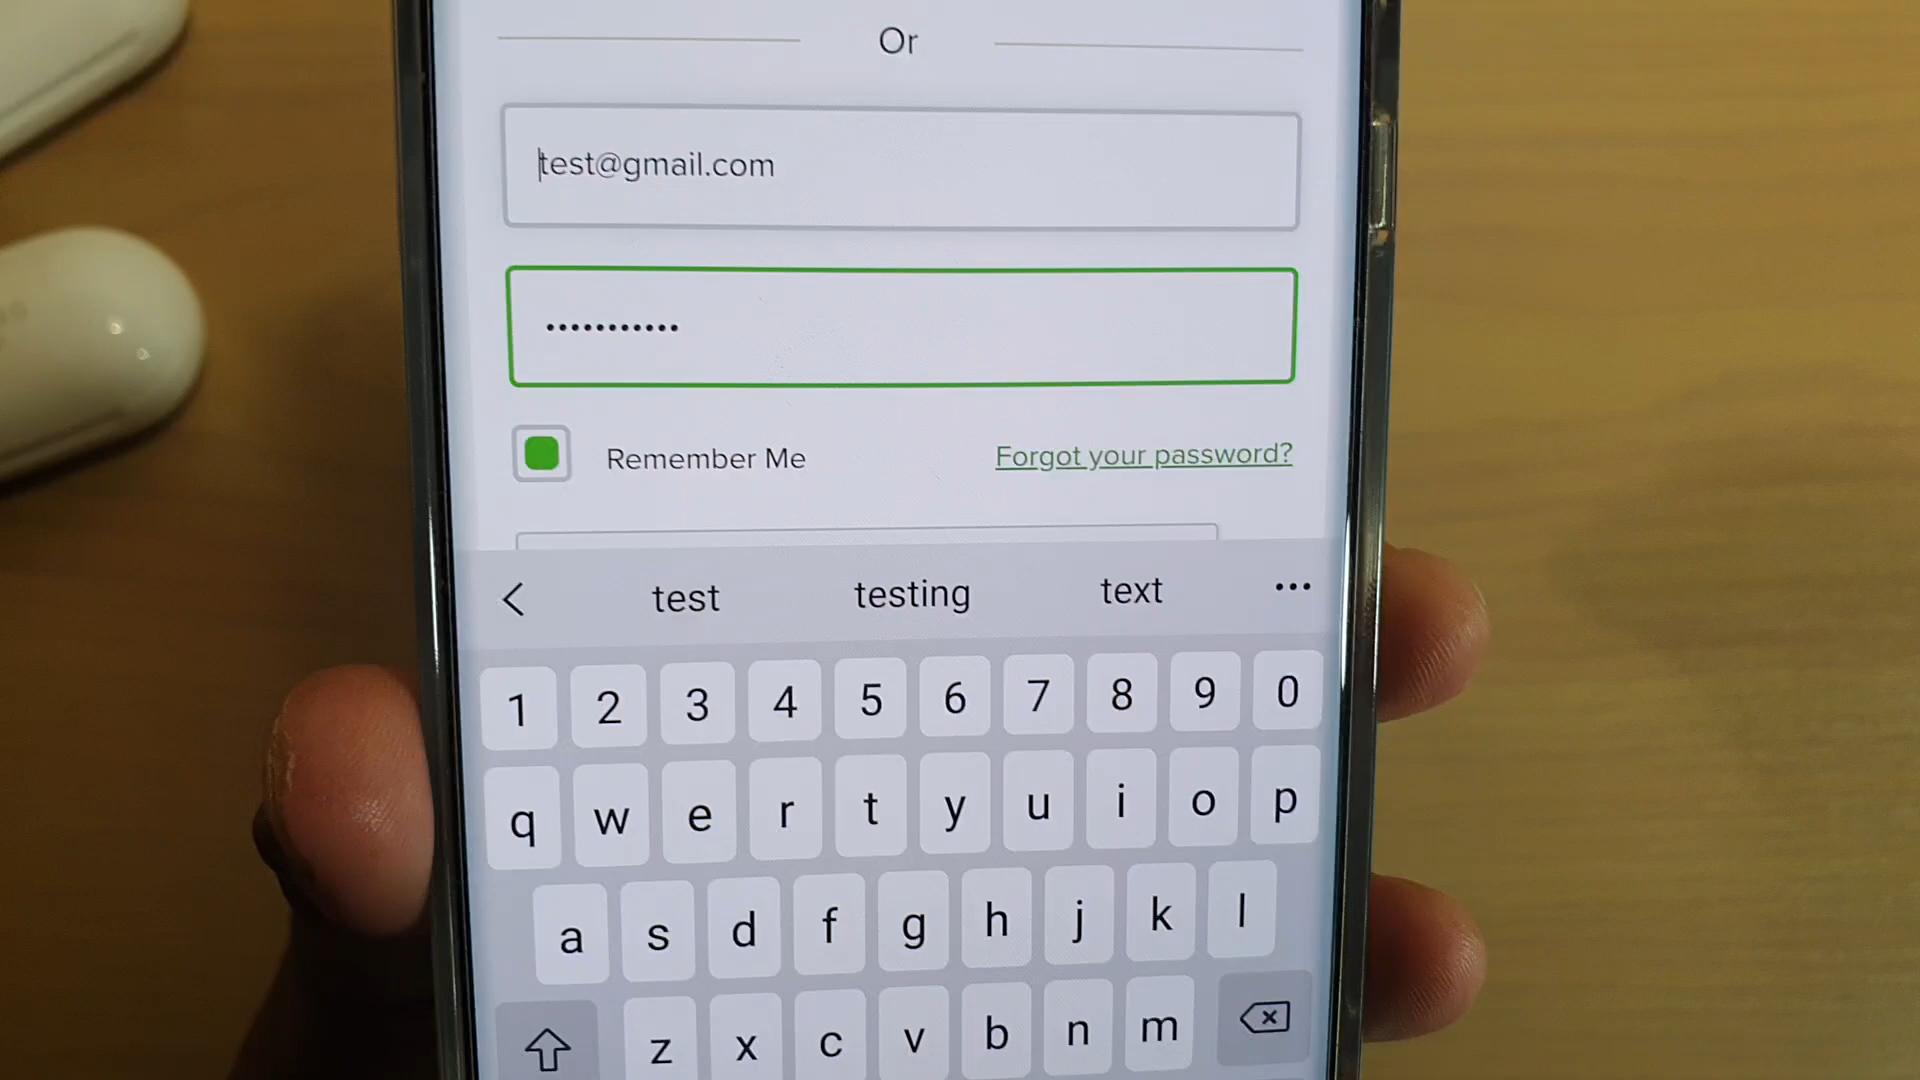 Or
test@gmail.com
•••••••••••
Remember Me Forgot your password?
< test testing text •••
1 2 3 4 5 6 7 8 9 0
q w e r t y u i o p
a s d f g h j k l
z x c v b n m